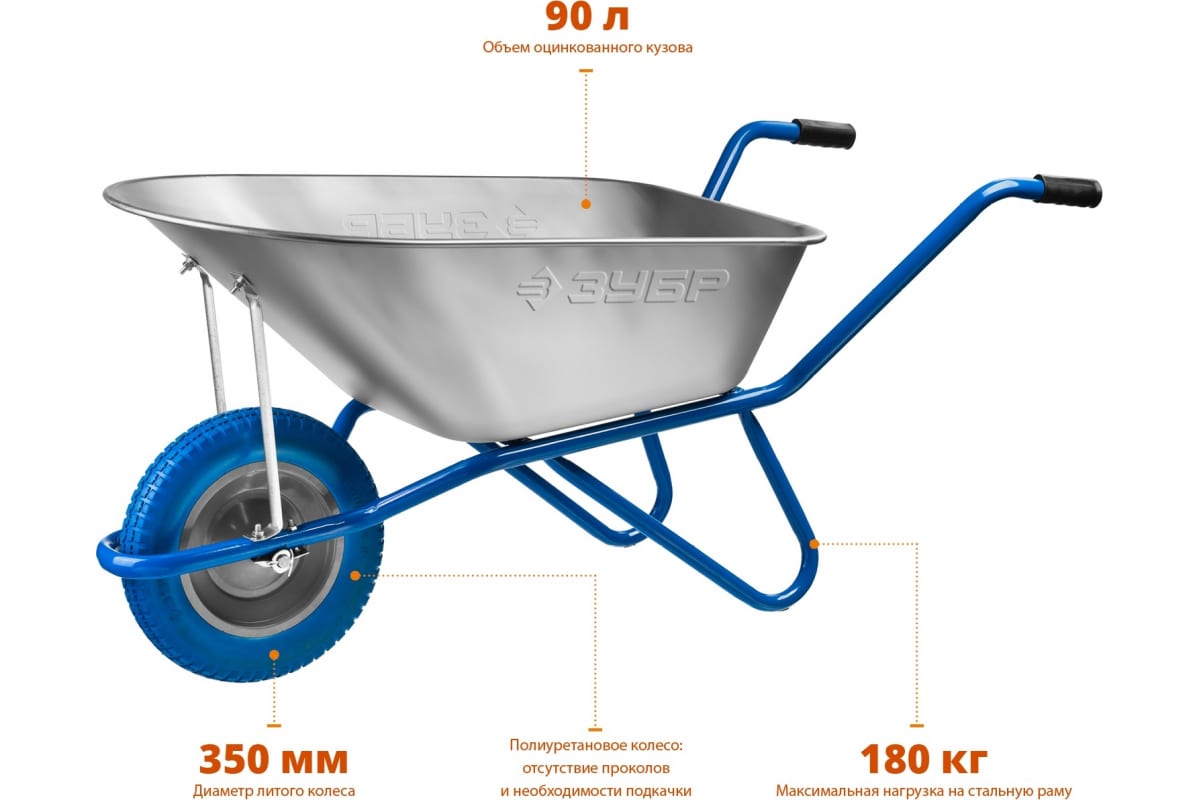 90 л
Объем оцинкованного кузова
ЗУБР
ЗУБР
350 мм
Диаметр литого колеса
Полиуретановое колесо:
отсутствие проколов
и необходимости подкачки
180 кг
Максимальная нагрузка на стальную раму